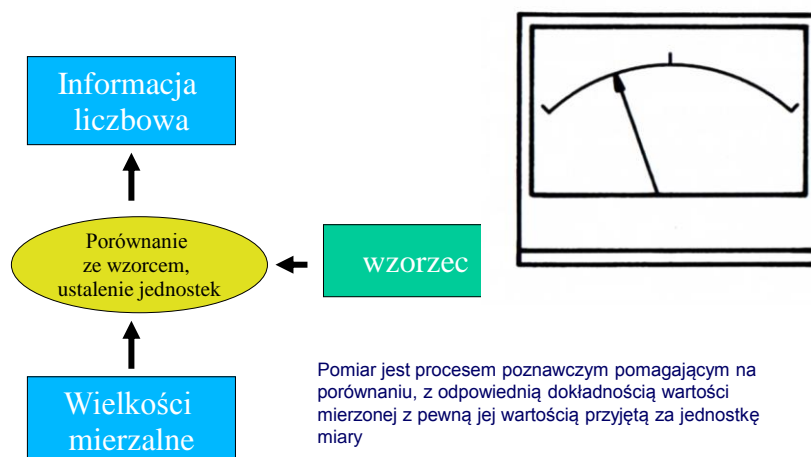 Informacja
liczbowa
Porównanie
ze wzorcem,
ustalenie jednostek
wzorzec
Wielkości
mierzalne
Pomiar jest procesem poznawczym pomagającym na
porównaniu, z odpowiednią dokładnością wartości
mierzonej z pewną jej wartością przyjętą za jednostkę
miary